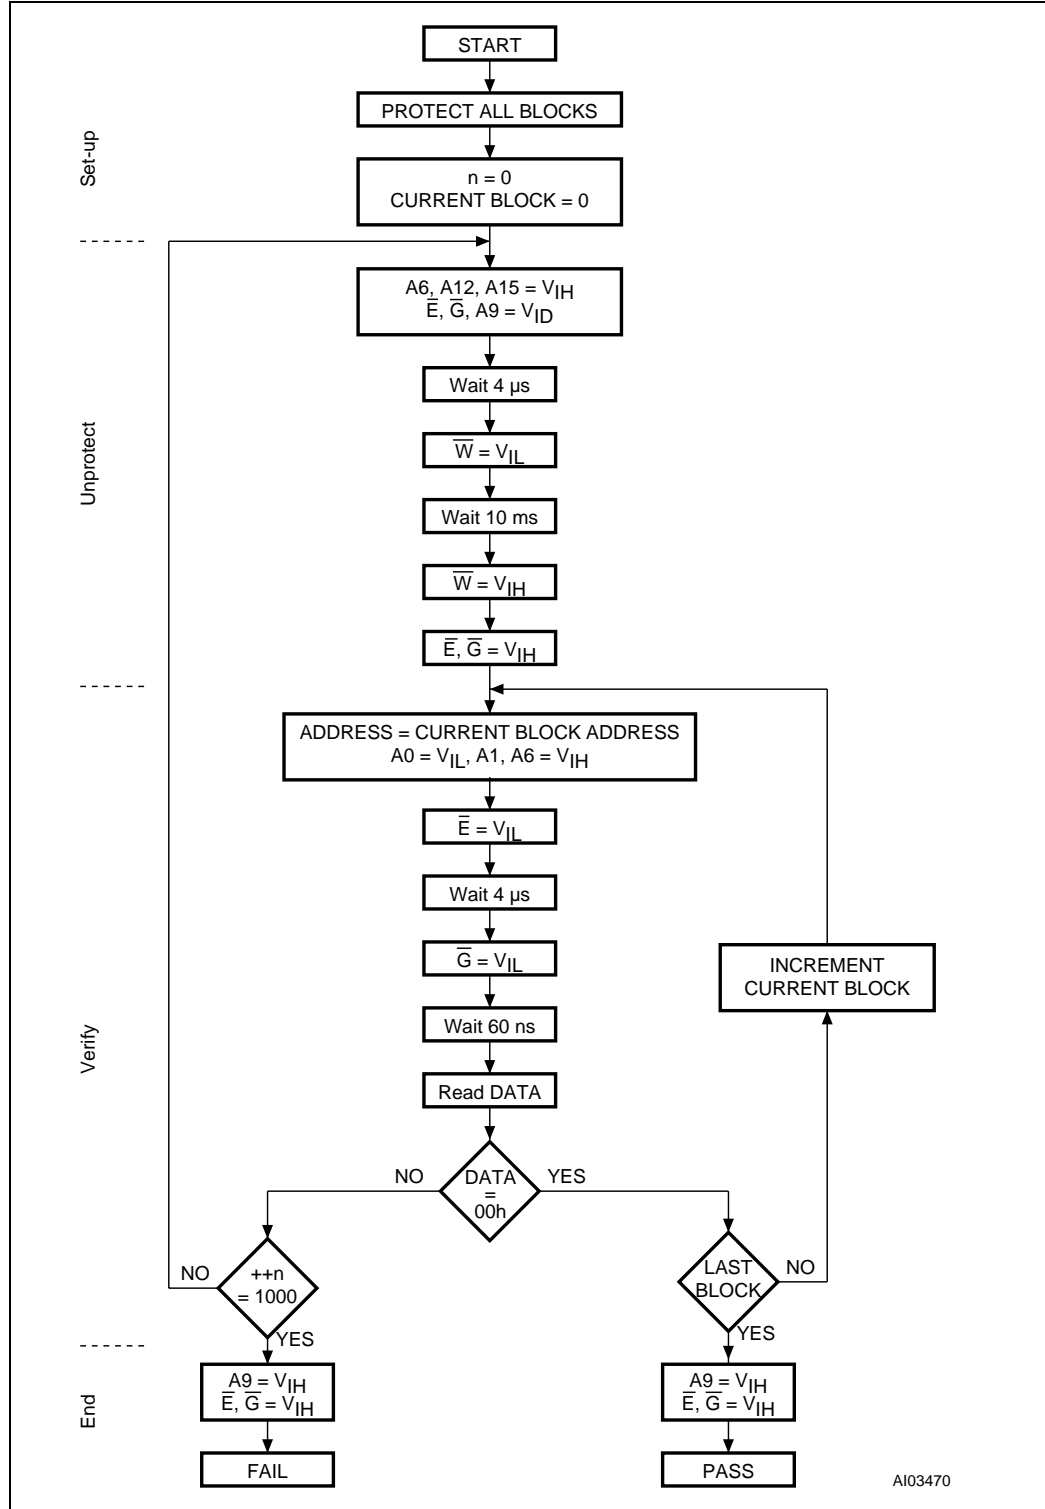 START
PROTECT ALL BLOCKS
Set-up
n = 0
CURRENT BLOCK = 0
A6, A12, A15 = VIH
E̅, G̅, A9 = VID
Wait 4 µs
W̅ = VIL
Unprotect
Wait 10 ms
W̅ = VIH
E̅, G̅ = VIH
ADDRESS = CURRENT BLOCK ADDRESS
A0 = VIL, A1, A6 = VIH
E̅ = VIL
Wait 4 µs
G̅ = VIL
INCREMENT
CURRENT BLOCK
Wait 60 ns
Verify
Read DATA
NO
DATA
=
00h
YES
NO
++n
= 1000
YES
LAST
BLOCK
NO
YES
End
A9 = VIH
E̅, G̅ = VIH
A9 = VIH
E̅, G̅ = VIH
FAIL
PASS
AI03470